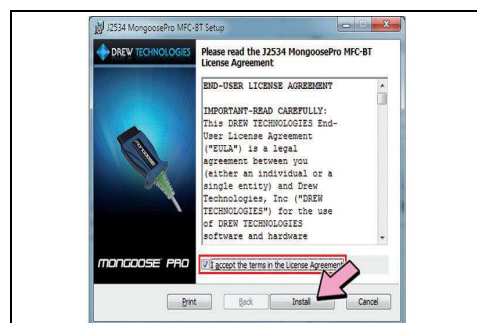 J2534 MongoosePro MFC-BT Setup
DREW TECHNOLOGIES
Please read the J2534 MongoosePro MFC-BT
License Agreement
END-USER LICENSE AGREEMENT
IMPORTANT-READ CAREFULLY:
This DREW TECHNOLOGIES End-
User License Agreement
("EULA") is a legal
agreement between you
(either an individual or a
single entity) and Drew
Technologies, Inc ("DREW
TECHNOLOGIES") for the use
of DREW TECHNOLOGIES
software and hardware
MONGOOSE PRO
I accept the terms in the License Agreement
Print
Back
Install
Cancel